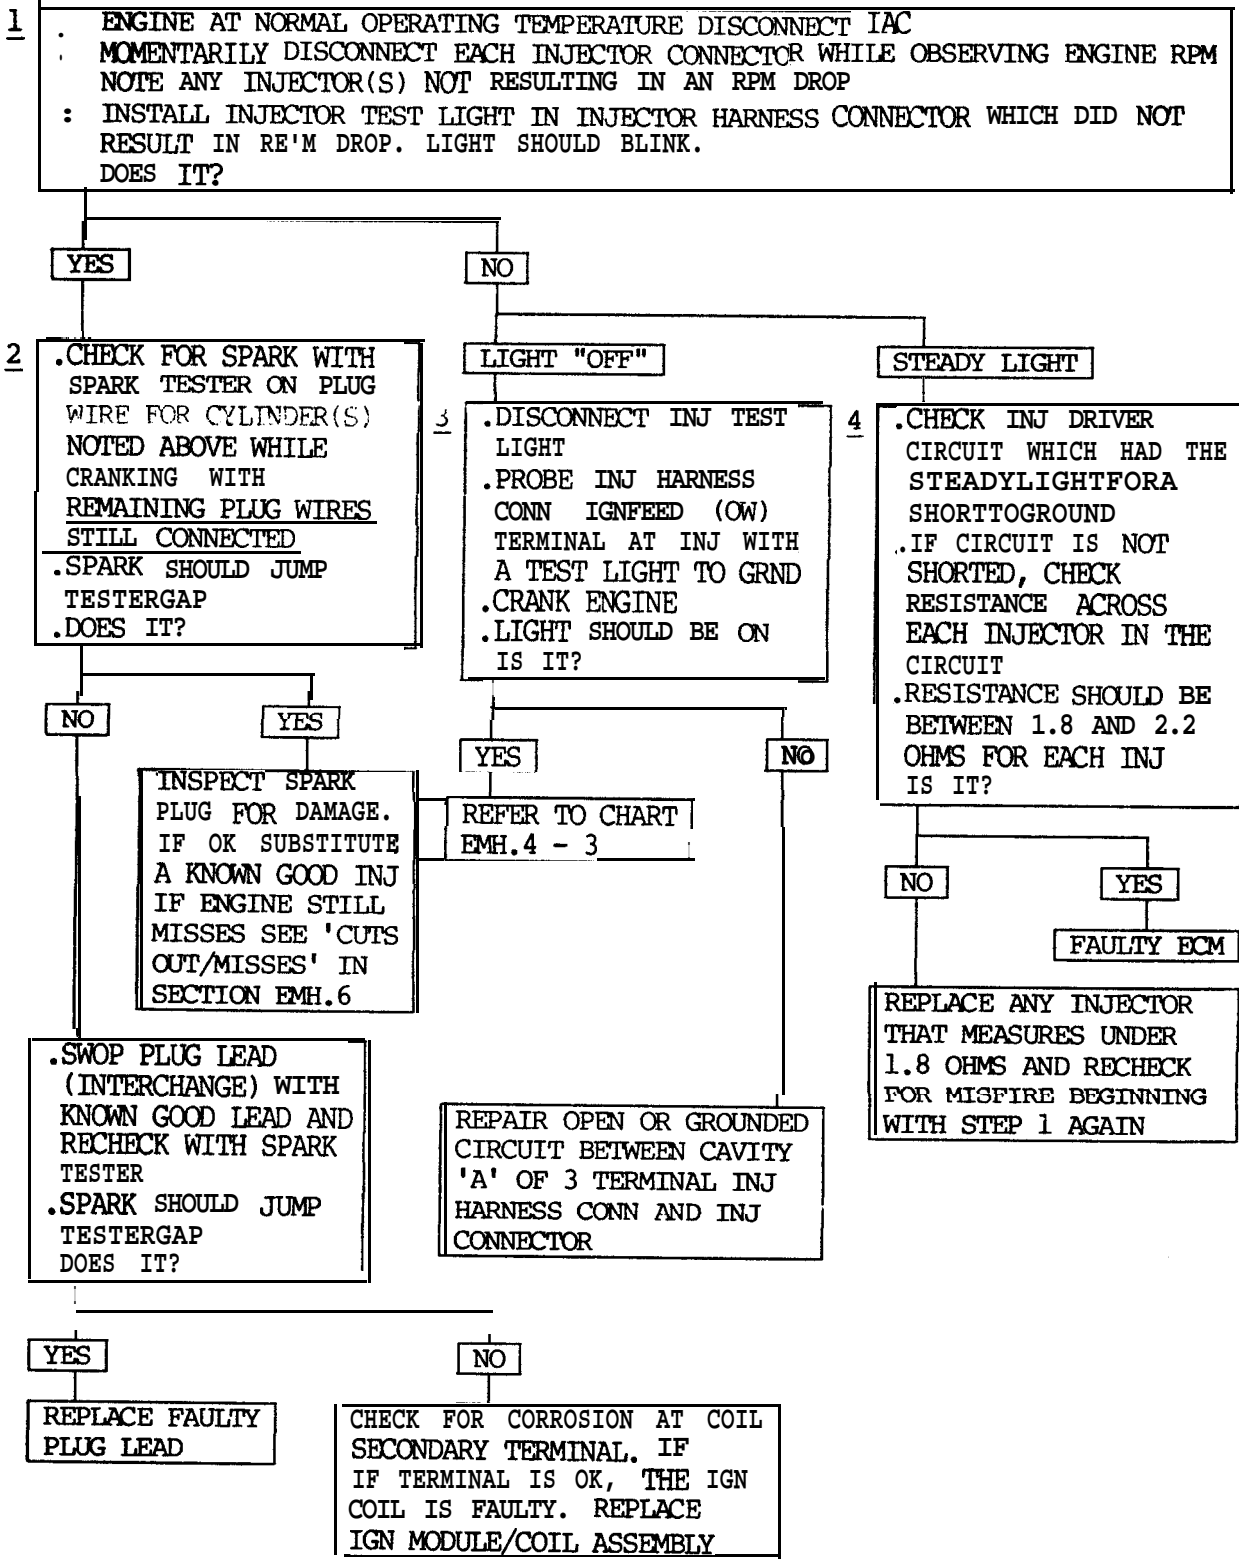 1
. ENGINE AT NORMAL OPERATING TEMPERATURE DISCONNECT IAC
. MOMENTARILY DISCONNECT EACH INJECTOR CONNECTOR WHILE OBSERVING ENGINE RPM
NOTE ANY INJECTOR(S) NOT RESULTING IN AN RPM DROP
: INSTALL INJECTOR TEST LIGHT IN INJECTOR HARNESS CONNECTOR WHICH DID NOT
RESULT IN RE'M DROP. LIGHT SHOULD BLINK.
DOES IT?
YES
NO
2
.CHECK FOR SPARK WITH
SPARK TESTER ON PLUG
WIRE FOR CYLINDER(S)
NOTED ABOVE WHILE
CRANKING WITH
REMAINING PLUG WIRES
STILL CONNECTED
.SPARK SHOULD JUMP
TESTERGAP
.DOES IT?
LIGHT "OFF"
3
.DISCONNECT INJ TEST
LIGHT
.PROBE INJ HARNESS
CONN IGNFEED (OW)
TERMINAL AT INJ WITH
A TEST LIGHT TO GRND
.CRANK ENGINE
.LIGHT SHOULD BE ON
IS IT?
STEADY LIGHT
4
.CHECK INJ DRIVER
CIRCUIT WHICH HAD THE
STEADYLIGHTFORA
SHORTTOGROUND
.IF CIRCUIT IS NOT
SHORTED, CHECK
RESISTANCE ACROSS
EACH INJECTOR IN THE
CIRCUIT
.RESISTANCE SHOULD BE
BETWEEN 1.8 AND 2.2
OHMS FOR EACH INJ
IS IT?
NO
YES
INSPECT SPARK
PLUG FOR DAMAGE.
IF OK SUBSTITUTE
A KNOWN GOOD INJ
IF ENGINE STILL
MISSES SEE 'CUTS
OUT/MISSES' IN
SECTION EMH.6
YES
NO
REFER TO CHART
EMH.4 - 3
NO
YES
FAULTY ECM
REPLACE ANY INJECTOR
THAT MEASURES UNDER
1.8 OHMS AND RECHECK
FOR MISFIRE BEGINNING
WITH STEP 1 AGAIN
.SWOP PLUG LEAD
(INTERCHANGE) WITH
KNOWN GOOD LEAD AND
RECHECK WITH SPARK
TESTER
.SPARK SHOULD JUMP
TESTERGAP
DOES IT?
REPAIR OPEN OR GROUNDED
CIRCUIT BETWEEN CAVITY
'A' OF 3 TERMINAL INJ
HARNESS CONN AND INJ
CONNECTOR
YES
NO
REPLACE FAULTY
PLUG LEAD
CHECK FOR CORROSION AT COIL
SECONDARY TERMINAL. IF
IF TERMINAL IS OK, THE IGN
COIL IS FAULTY. REPLACE
IGN MODULE/COIL ASSEMBLY